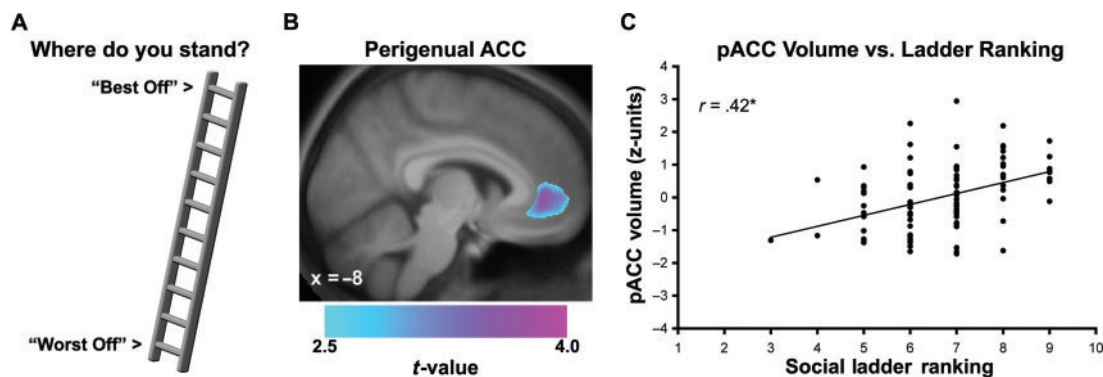 A
Where do you stand?
“Best Off” >
“Worst Off” >
B
Perigenual ACC
x = –8
2.5 4.0
t-value
C
pACC Volume vs. Ladder Ranking
r = .42*
pACC volume (z-units)
4
3
2
1
0
–1
–2
–3
–4
1 2 3 4 5 6 7 8 9 10
Social ladder ranking